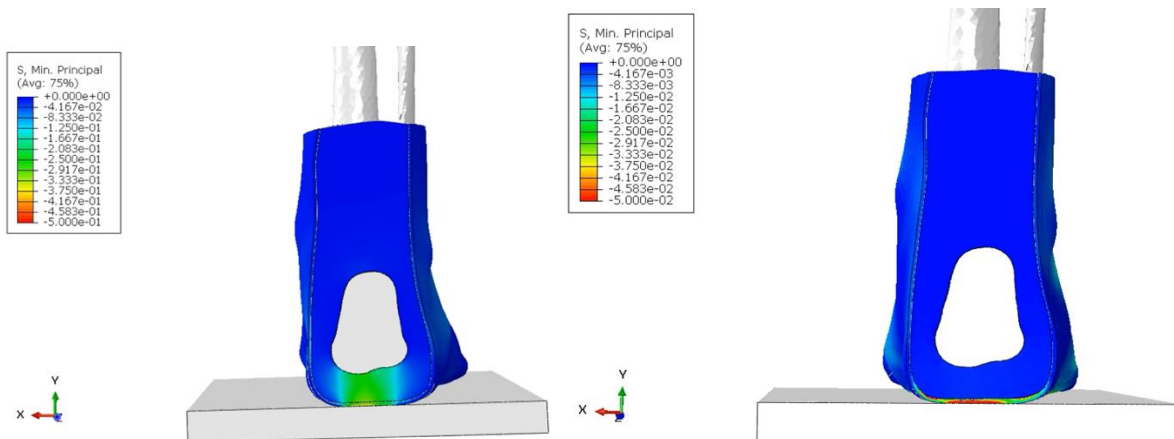 S, Min. Principal
(Avg: 75%)
+0.000e+00
-4.167e-02
-8.333e-02
-1.250e-01
-1.667e-01
-2.083e-01
-2.500e-01
-2.917e-01
-3.333e-01
-3.750e-01
-4.167e-01
-4.583e-01
-5.000e-01
Y
X
S, Min. Principal
(Avg: 75%)
+0.000e+00
-4.167e-03
-8.333e-03
-1.250e-02
-1.667e-02
-2.083e-02
-2.500e-02
-2.917e-02
-3.333e-02
-3.750e-02
-4.167e-02
-4.583e-02
-5.000e-02
Y
X